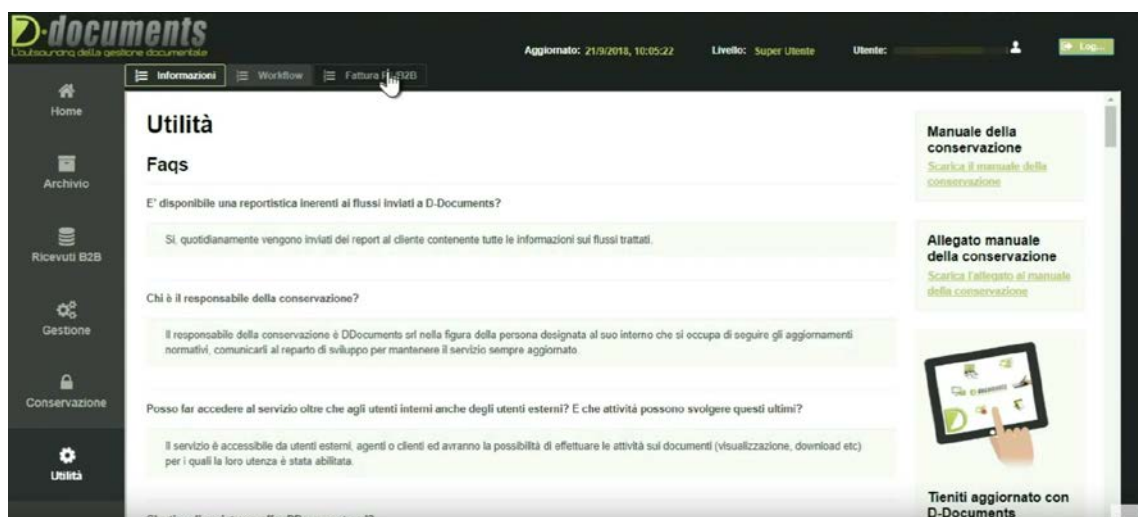 D-documents
L'outsourcing della gestione documentale
Aggiornato: 21/9/2018, 10:05:22
Livello: Super Utente
Utente:
Log...
Informazioni
Workflow
Fattura
B2B
Home
Archivio
Ricevuti B2B
Gestione
Conservazione
Utilità
Utilità
Faqs
E' disponibile una reportistica inerenti ai flussi inviati a D-Documents?
Si, quotidianamente vengono inviati dei report al cliente contenente tutte le informazioni sui flussi trattati.
Chi è il responsabile della conservazione?
Il responsabile della conservazione è DDocuments srl nella figura della persona designata al suo interno che si occupa di seguire gli aggiornamenti
normativi, comunicarli al reparto di sviluppo per mantenere il servizio sempre aggiornato.
Posso far accedere al servizio oltre che agli utenti interni anche degli utenti esterni? E che attività possono svolgere questi ultimi?
Il servizio è accessibile da utenti esterni, agenti o clienti ed avranno la possibilità di effettuare le attività sui documenti (visualizzazione, download etc)
per i quali la loro utenza è stata abilitata.
Manuale della
conservazione
Scarica il manuale della
conservazione
Allegato manuale
della conservazione
Scarica l'allegato al manuale
della conservazione
D-documents
Tieniti aggiornato con
D-Documents